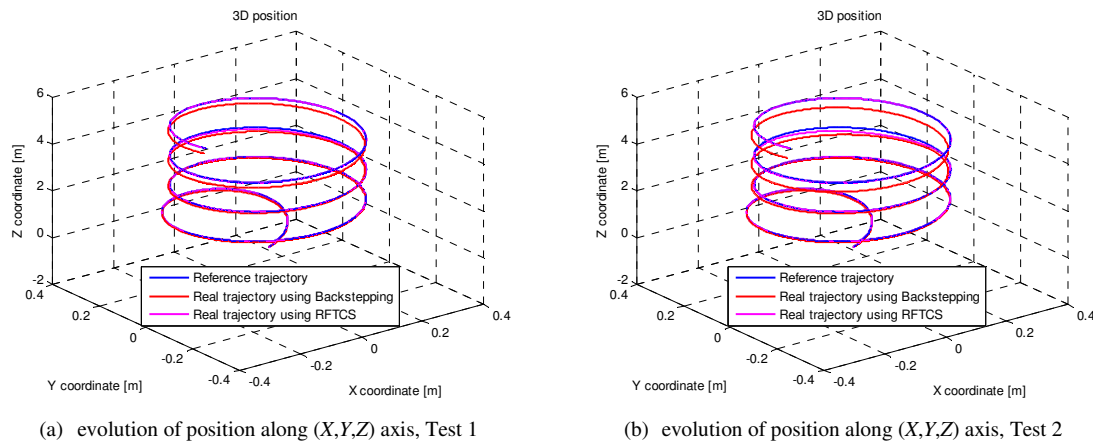 3D position
6
4
2
0
-2
Z coordinate [m]
0.4
0.2
0
-0.2
-0.4
Y coordinate [m]
-0.4
-0.2
0
0.2
0.4
X coordinate [m]
Reference trajectory
Real trajectory using Backstepping
Real trajectory using RFTCS
(a) evolution of position along (X,Y,Z) axis, Test 1
3D position
6
4
2
0
-2
Z coordinate [m]
0.4
0.2
0
-0.2
-0.4
Y coordinate [m]
-0.4
-0.2
0
0.2
0.4
X coordinate [m]
Reference trajectory
Real trajectory using Backstepping
Real trajectory using RFTCS
(b) evolution of position along (X,Y,Z) axis, Test 2